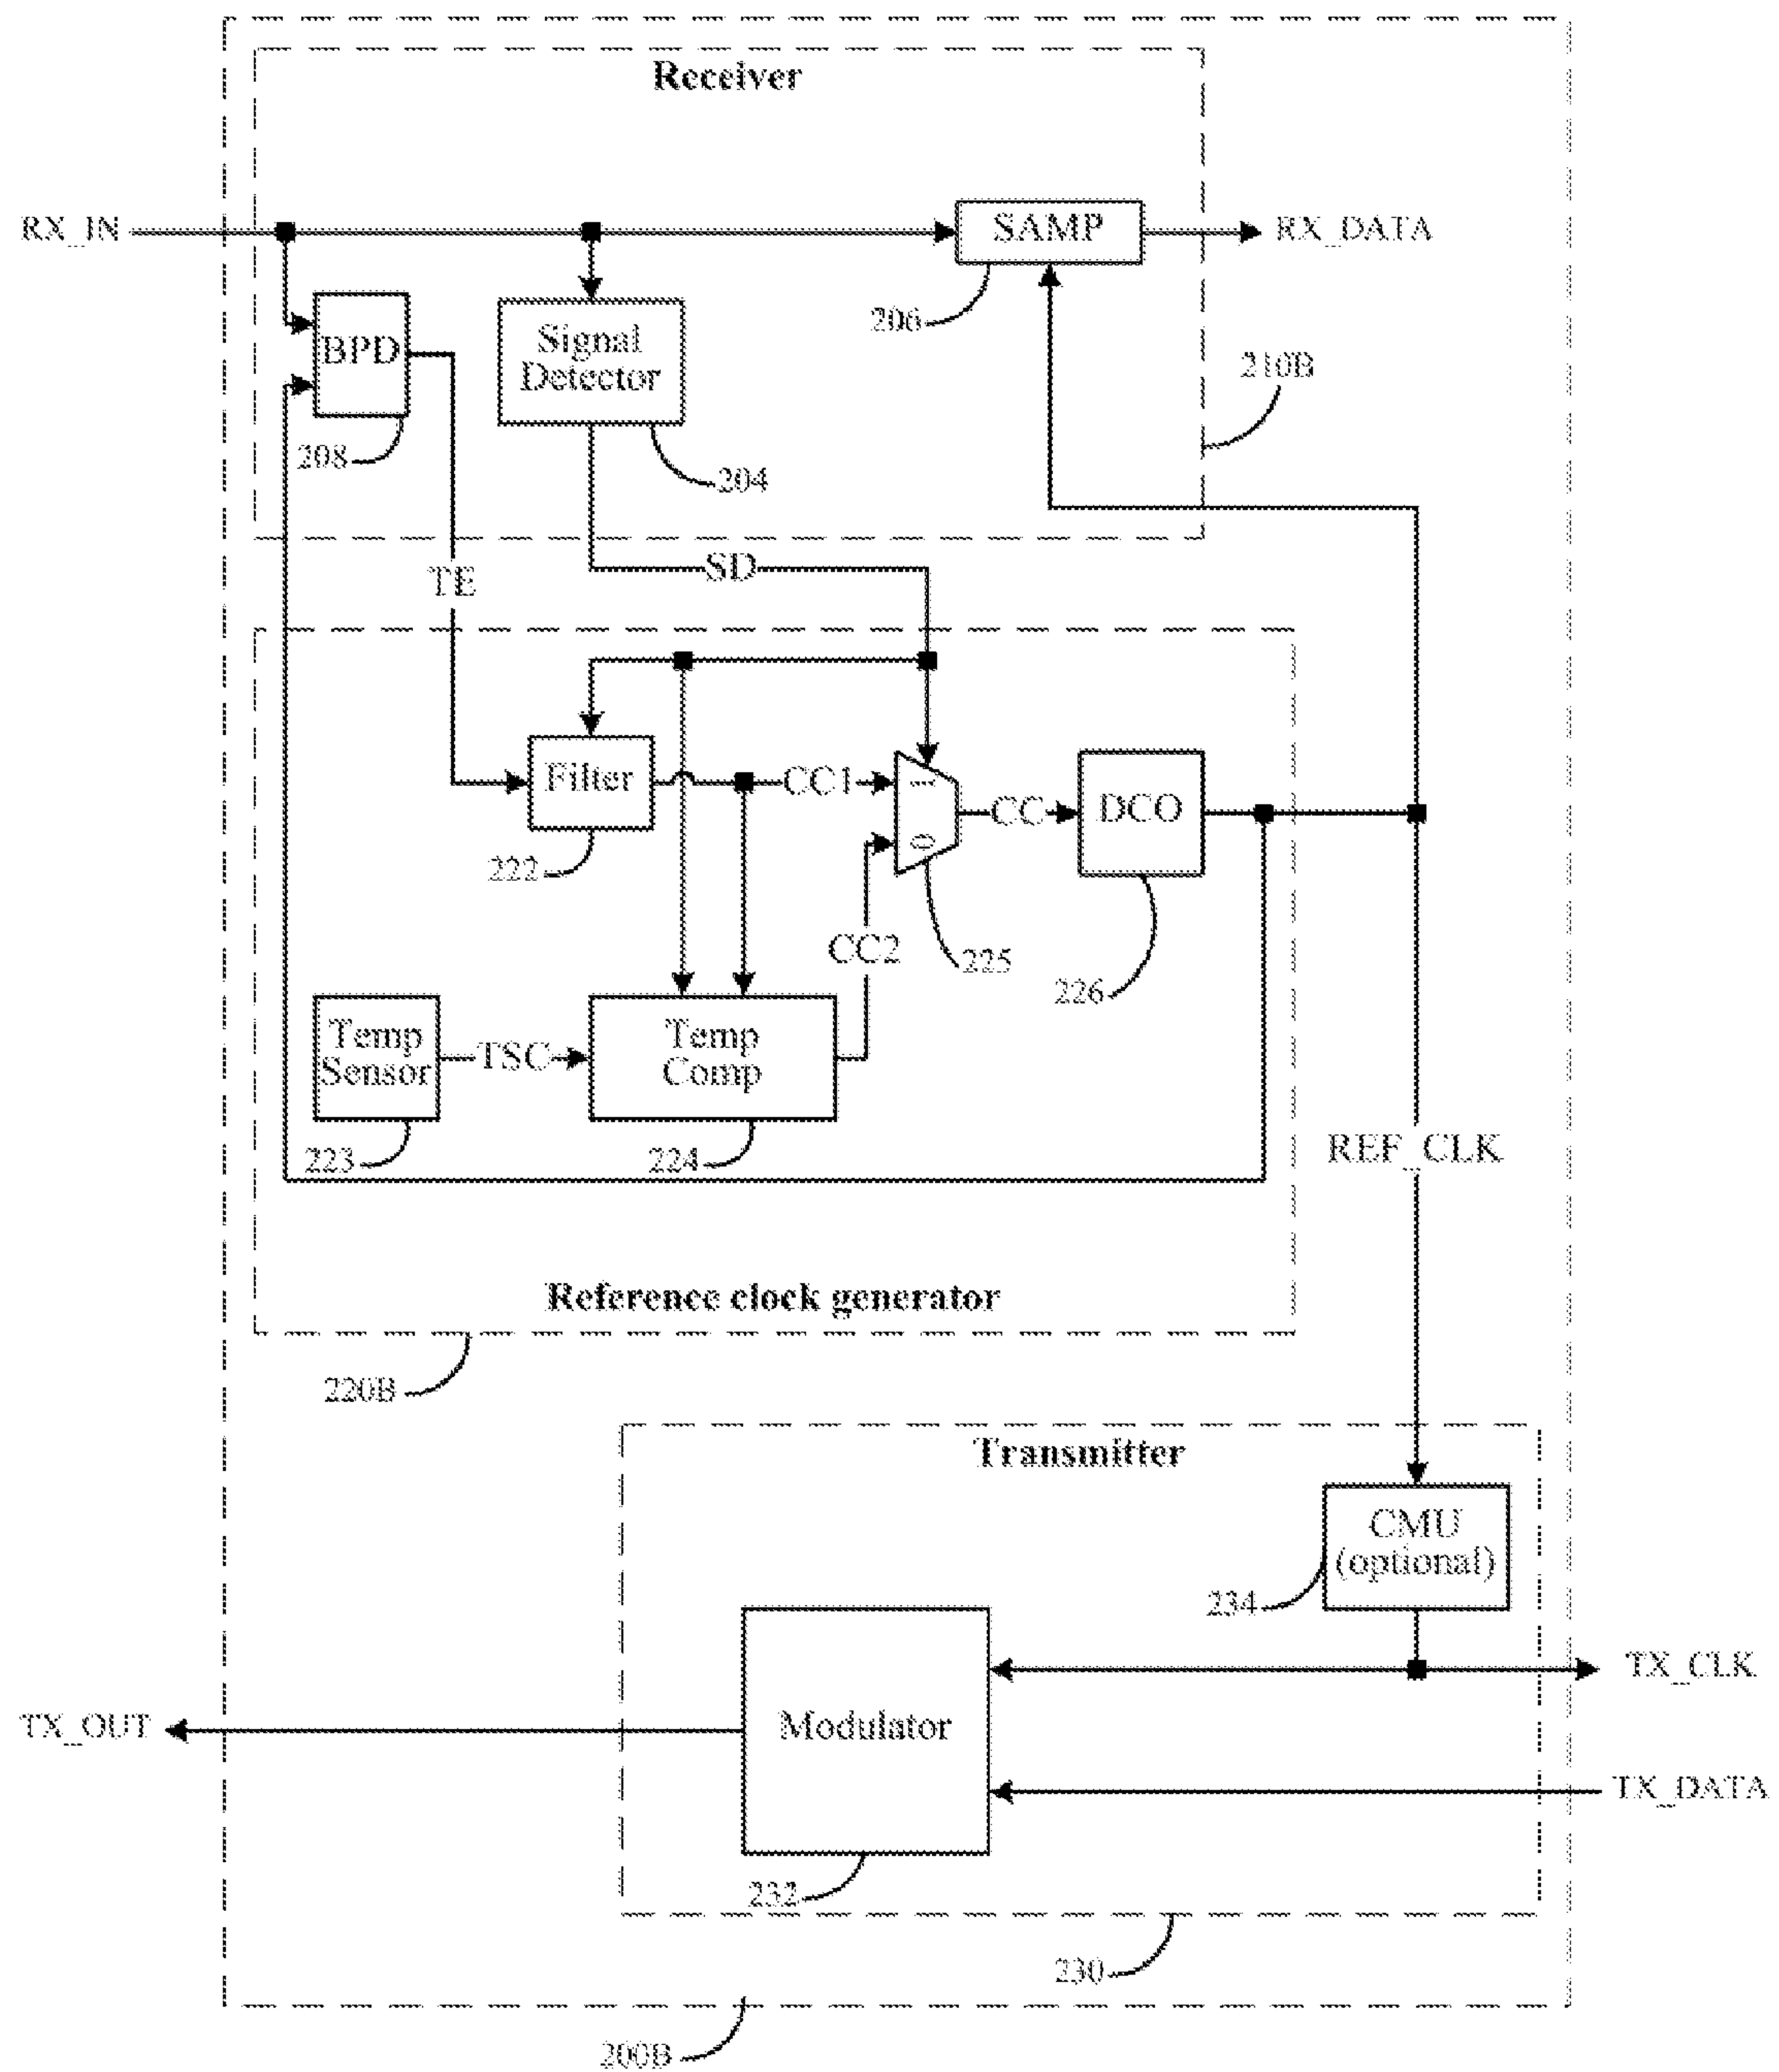 Receiver
RX_IN
SAMP
RX_DATA
206
BPD
Signal
Detector
210B
208
204
SD
TE
Filter
CC1
1
0
CC
DCO
222
CC2
225
226
Temp
Sensor
TSC
Temp
Comp
223
224
REF_CLK
Reference clock generator
220B
Transmitter
CMU
(optional)
234
TX_CLK
TX_OUT
Modulator
TX_DATA
232
230
200B